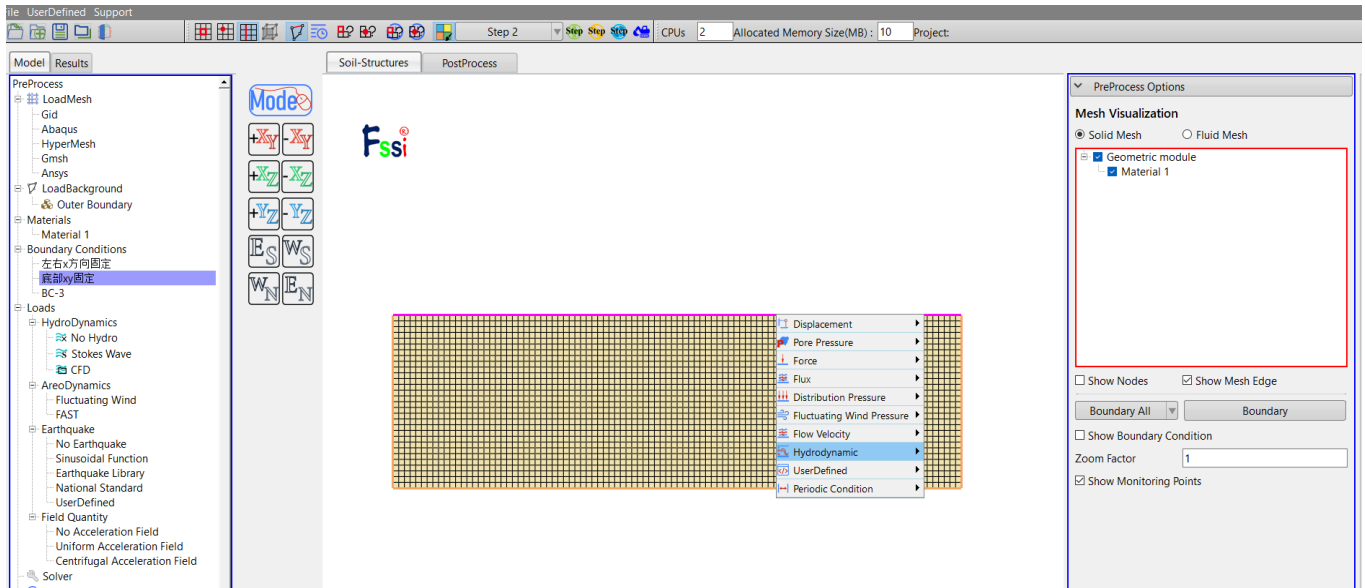 ile UserDefined Support
Step 2
Step Step Step
CPUs 2 Allocated Memory Size(MB) : 10 Project:
Model Results
Soil-Structures PostProcess
PreProcess
LoadMesh
Gid
Abaqus
HyperMesh
Gmsh
Ansys
LoadBackground
Outer Boundary
Materials
Material 1
Boundary Conditions
左右x方向固定
底部xy固定
BC-3
Loads
HydroDynamics
No Hydro
Stokes Wave
CFD
AreoDynamics
Fluctuating Wind
FAST
Earthquake
No Earthquake
Sinusoidal Function
Earthquake Library
National Standard
UserDefined
Field Quantity
No Acceleration Field
Uniform Acceleration Field
Centrifugal Acceleration Field
Solver
Mode
+XY -XY
+XZ -XZ
+YZ -YZ
ES WS
WN EN
Fssi®
Displacement
Pore Pressure
Force
Flux
Distribution Pressure
Fluctuating Wind Pressure
Flow Velocity
Hydrodynamic
UserDefined
Periodic Condition
PreProcess Options
Mesh Visualization
Solid Mesh Fluid Mesh
Geometric module
Material 1
Show Nodes Show Mesh Edge
Boundary All Boundary
Show Boundary Condition
Zoom Factor 1
Show Monitoring Points